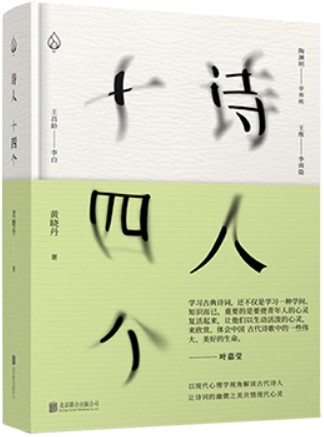 诗人
十四个
陶渊明——辛弃疾
王维——李商隐
王昌龄——李白
黄晓丹 著
学习古典诗词，还不仅是学习一种学问、
知识而已，重要的是要使青年人的心灵
复活起来，让他们以生动活泼的心灵，
来欣赏、体会中国 古代诗歌中的一些伟
大、美好的生命。
——叶嘉莹
以现代心理学视角解读古代诗人
让诗词的幽微之美共情现代心灵
诗人 十四个
黄晓丹 著
北京联合出版公司